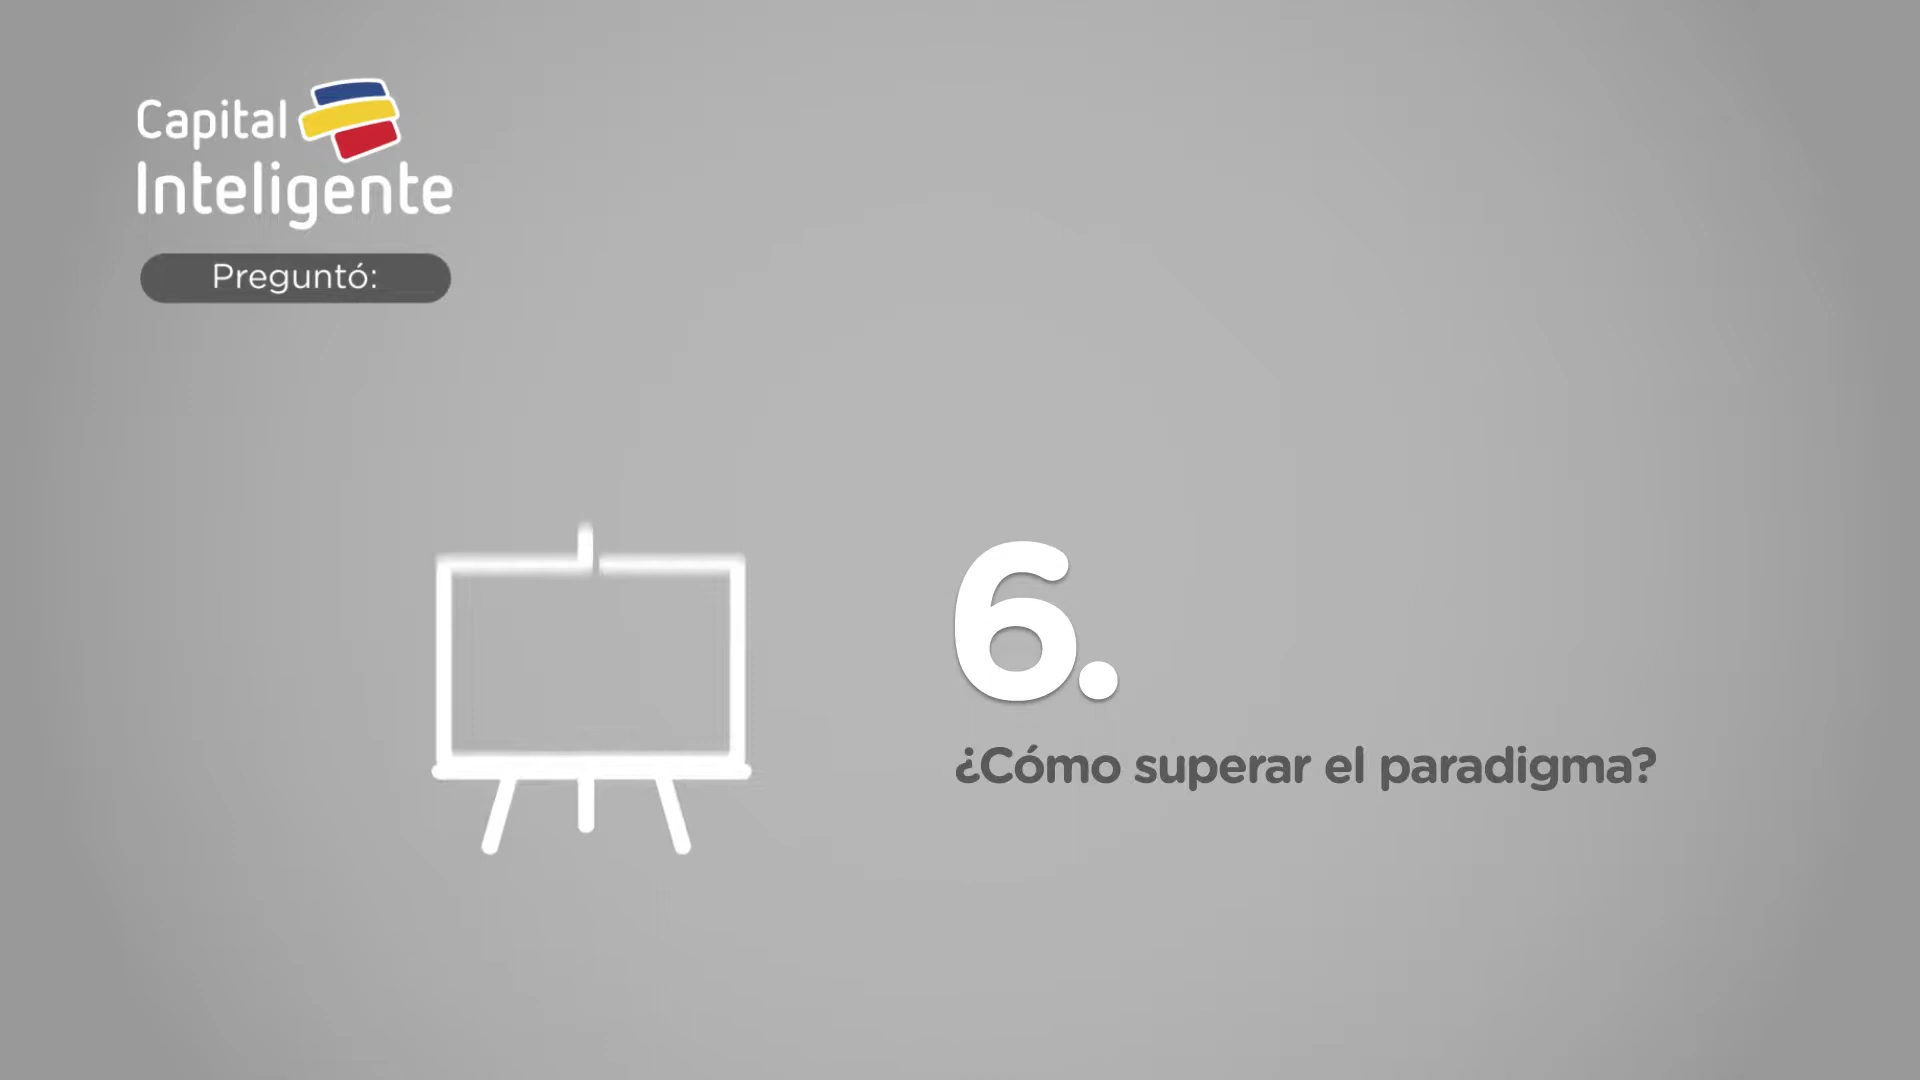 Capital
Inteligente
Preguntó:
6.
¿Cómo superar el paradigma?